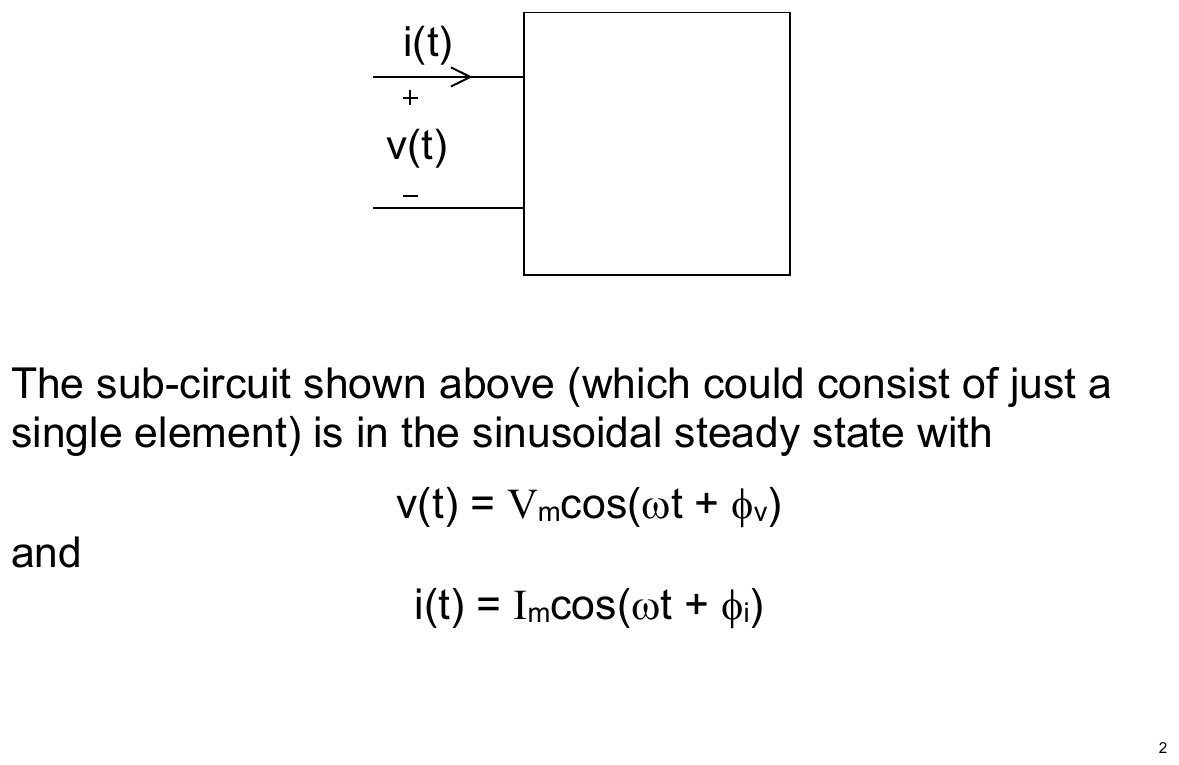 i(t)
+
v(t)
–
The sub-circuit shown above (which could consist of just a
single element) is in the sinusoidal steady state with
v(t) = Vmcos(ωt + ϕv)
and
i(t) = Imcos(ωt + ϕi)
2